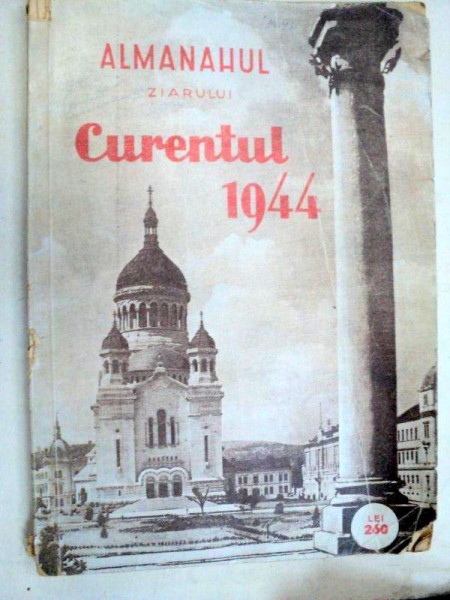 ALMANAHUL
ZIARULUI
Curentul
1944
LEI
260